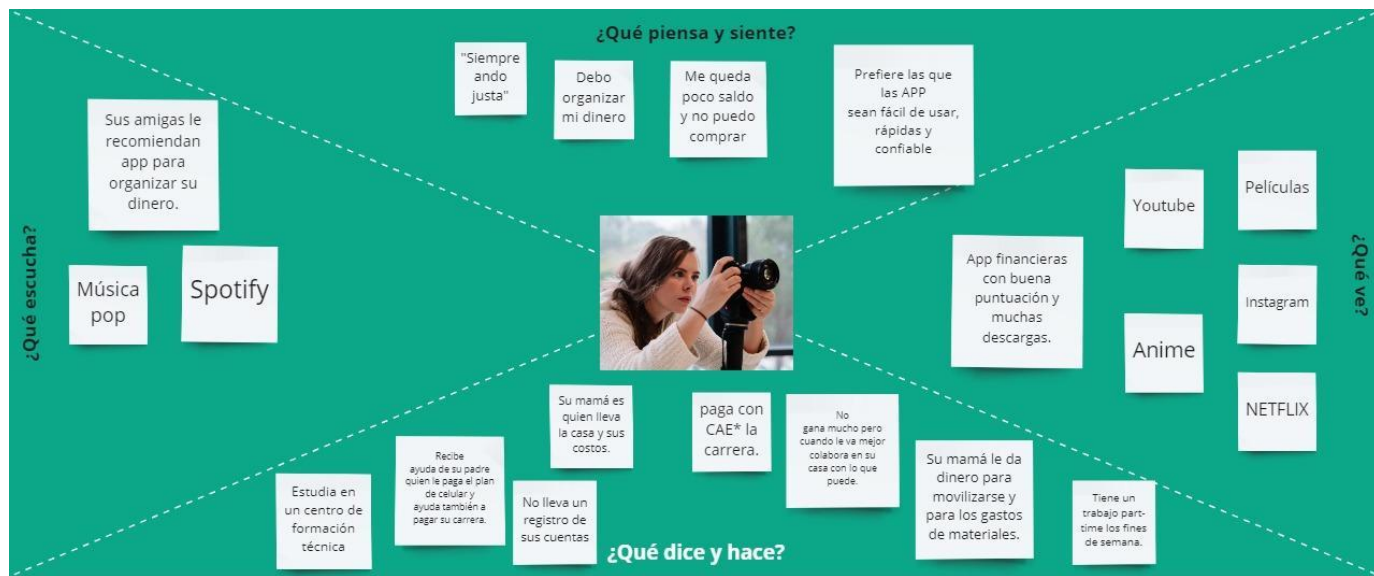 ¿Qué piensa y siente?
"Siempre
ando
justa"
Debo
organizar
mi dinero
Me queda
poco saldo
y no puedo
comprar
Prefiere las que
las APP
sean fácil de usar,
rápidas y
confiable
¿Qué escucha?
Sus amigas le
recomiendan
app para
organizar su
dinero.
Música
pop
Spotify
¿Qué ve?
Youtube
Películas
App financieras
con buena
puntuación y
muchas
descargas.
Instagram
Anime
NETFLIX
Estudia en
un centro de
formación
técnica
Recibe
ayuda de su padre
quien le paga el plan
de celular y
ayuda también a
pagar su carrera.
No lleva un
registro de
sus cuentas
Su mamá es
quien lleva
la casa y sus
costos.
paga con
CAE* la
carrera.
No
gana mucho pero
cuando le va mejor
colabora en su
casa con lo que
puede.
Su mamá le da
dinero para
movilizarse y
para los gastos
de materiales.
Tiene un
trabajo part-
time los fines
de semana.
¿Qué dice y hace?